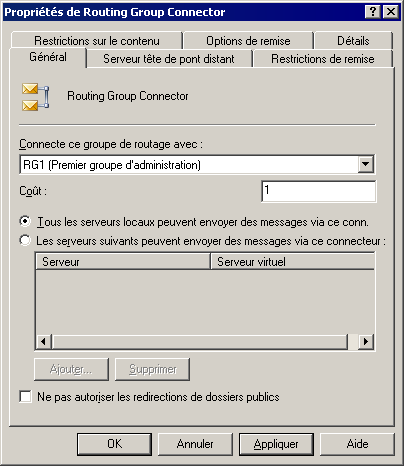 Propriétés de Routing Group Connector
Restrictions sur le contenu
Options de remise
Détails
Général
Serveur tête de pont distant
Restrictions de remise
Routing Group Connector
Connecte ce groupe de routage avec :
RG1 (Premier groupe d'administration)
Coût :
1
Tous les serveurs locaux peuvent envoyer des messages via ce conn.
Les serveurs suivants peuvent envoyer des messages via ce connecteur :
Serveur
Serveur virtuel
Ajouter...
Supprimer
Ne pas autoriser les redirections de dossiers publics
OK
Annuler
Appliquer
Aide